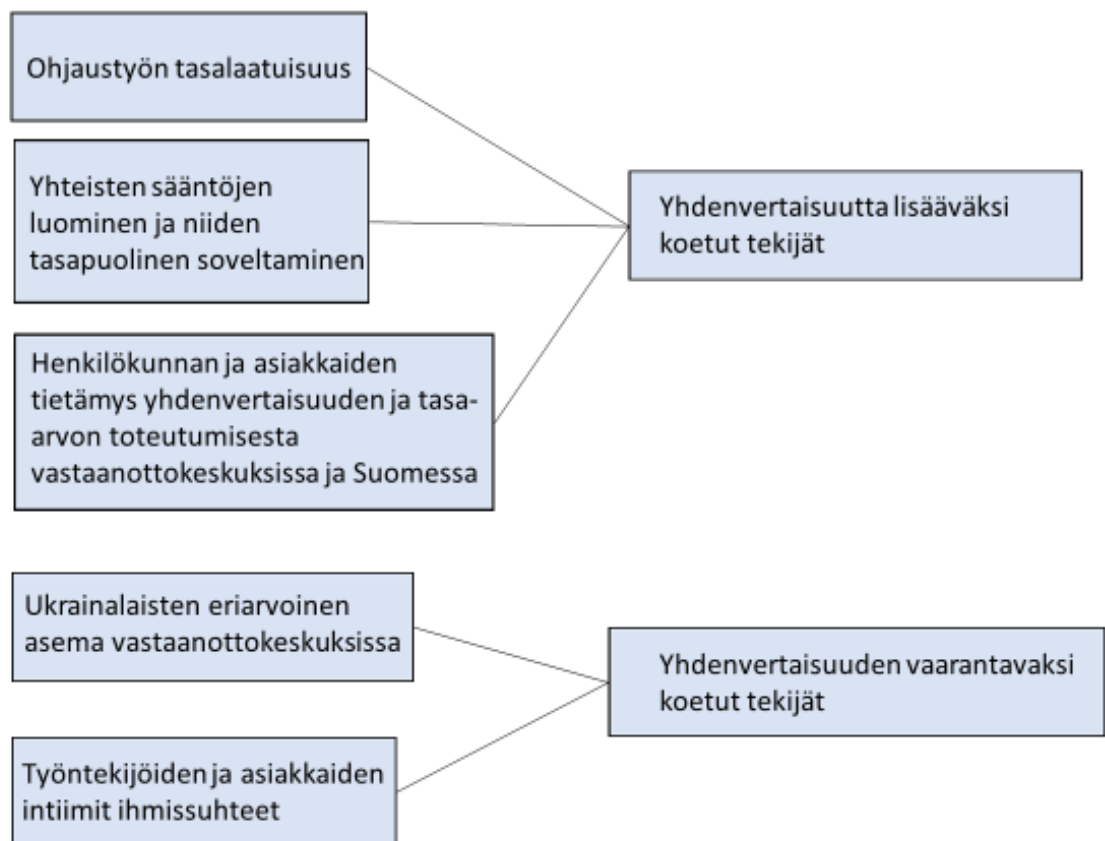 Ohjaustyön tasalaatuisuus
Yhteisten sääntöjen
luominen ja niiden
tasapuolinen soveltaminen
Yhdenvertaisuutta lisääväksi
koetut tekijät
Henkilökunnan ja asiakkaiden
tietämys yhdenvertaisuuden ja tasa-
arvon toteutumisesta
vastaanottokeskuksissa ja Suomessa
Ukrainalaisten eriarvoinen
asema vastaanottokeskuksissa
Yhdenvertaisuuden vaarantavaksi
koetut tekijät
Työntekijöiden ja asiakkaiden
intiimit ihmissuhteet